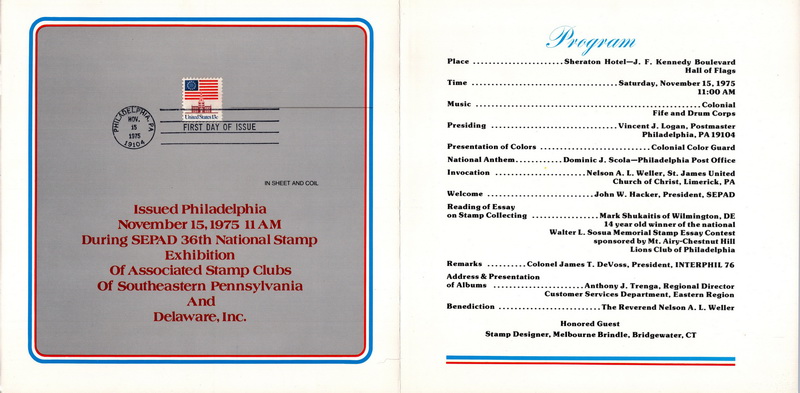 PHILADELPHIA, PA
NOV.
15
1975
19104
United States 13c
FIRST DAY OF ISSUE
IN SHEET AND COIL
Issued Philadelphia
November 15, 1975 11 AM
During SEPAD 36th National Stamp
Exhibition
Of Associated Stamp Clubs
Of Southeastern Pennsylvania
And
Delaware, Inc.
Program
Place ...................... Sheraton Hotel—J. F. Kennedy Boulevard
Hall of Flags
Time .................................... Saturday, November 15, 1975
11:00 AM
Music ....................................................... Colonial
Fife and Drum Corps
Presiding ............................... Vincent J. Logan, Postmaster
Philadelphia, PA 19104
Presentation of Colors ........................... Colonial Color Guard
National Anthem............ Dominic J. Scola—Philadelphia Post Office
Invocation ...................... Nelson A. L. Weller, St. James United
Church of Christ, Limerick, PA
Welcome ........................... John W. Hacker, President, SEPAD
Reading of Essay
on Stamp Collecting ................ Mark Shukaitis of Wilmington, DE
14 year old winner of the national
Walter L. Sosua Memorial Stamp Essay Contest
sponsored by Mt. Airy-Chestnut Hill
Lions Club of Philadelphia
Remarks .......... Colonel James T. DeVoss, President, INTERPHIL 76
Address & Presentation
of Albums ...................... Anthony J. Trenga, Regional Director
Customer Services Department, Eastern Region
Benediction ......................... The Reverend Nelson A. L. Weller
Honored Guest
Stamp Designer, Melbourne Brindle, Bridgewater, CT